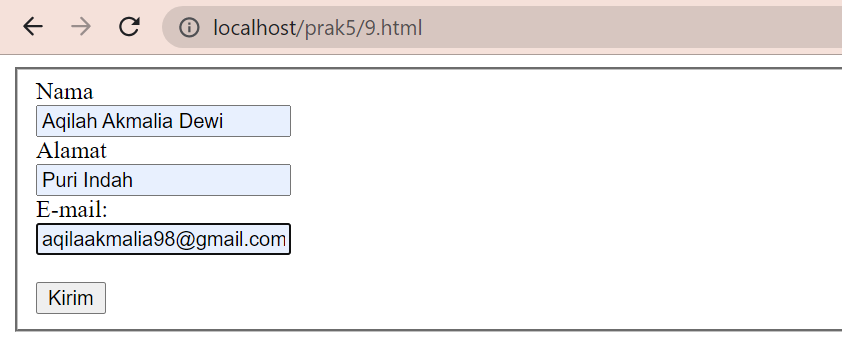 localhost/prak5/9.html
Nama
Aqilah Akmalia Dewi
Alamat
Puri Indah
E-mail:
aqilaakmalia98@gmail.com
Kirim